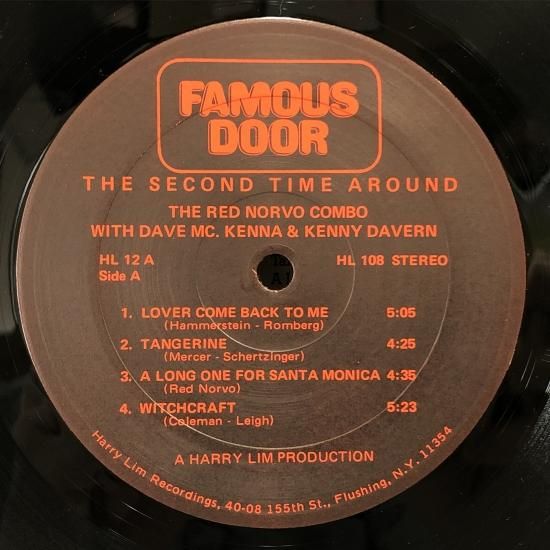 FAMOUS
DOOR
THE SECOND TIME AROUND
THE RED NORVO COMBO
WITH DAVE MC. KENNA & KENNY DAVERN
HL 12 A
HL 108 STEREO
Side A
1. LOVER COME BACK TO ME 5:05
(Hammerstein - Romberg)
2. TANGERINE 4:25
(Mercer - Schertzinger)
3. A LONG ONE FOR SANTA MONICA 4:35
(Red Norvo)
4. WITCHCRAFT 5:23
(Coleman - Leigh)
A HARRY LIM PRODUCTION
Harry Lim Recordings, 40-08 155th St., Flushing, N.Y. 11354